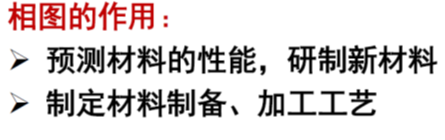 相图的作用：
➢ 预测材料的性能，研制新材料
➢ 制定材料制备、加工工艺